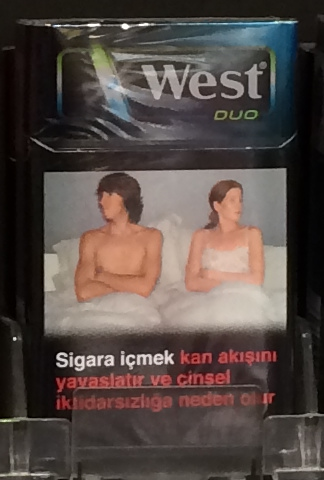 West®
DUO
Sigara içmek kan akışını
yavaşlatır ve cinsel
iktidarsızlığa neden olur